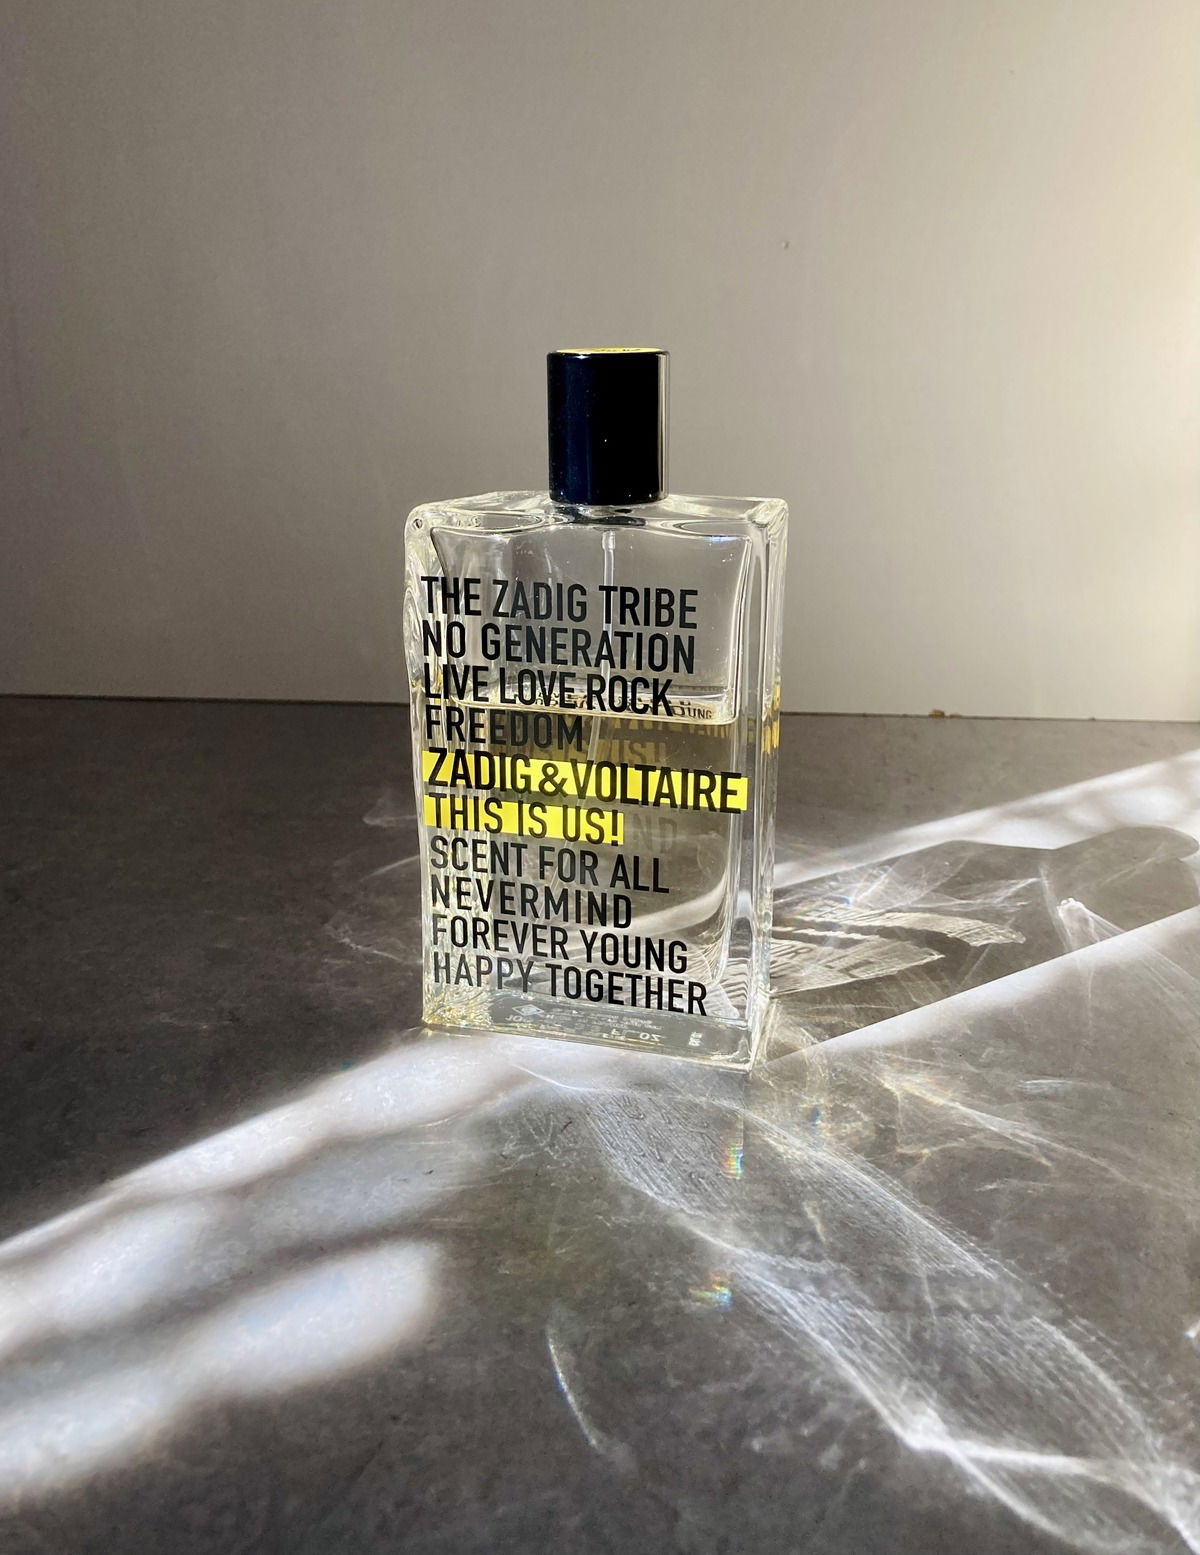 THE ZADIG TRIBE
NO GENERATION
LIVE LOVE ROCK
FREEDOM
ZADIG&VOLTAIRE
THIS IS US!
SCENT FOR ALL
NEVERMIND
FOREVER YOUNG
HAPPY TOGETHER